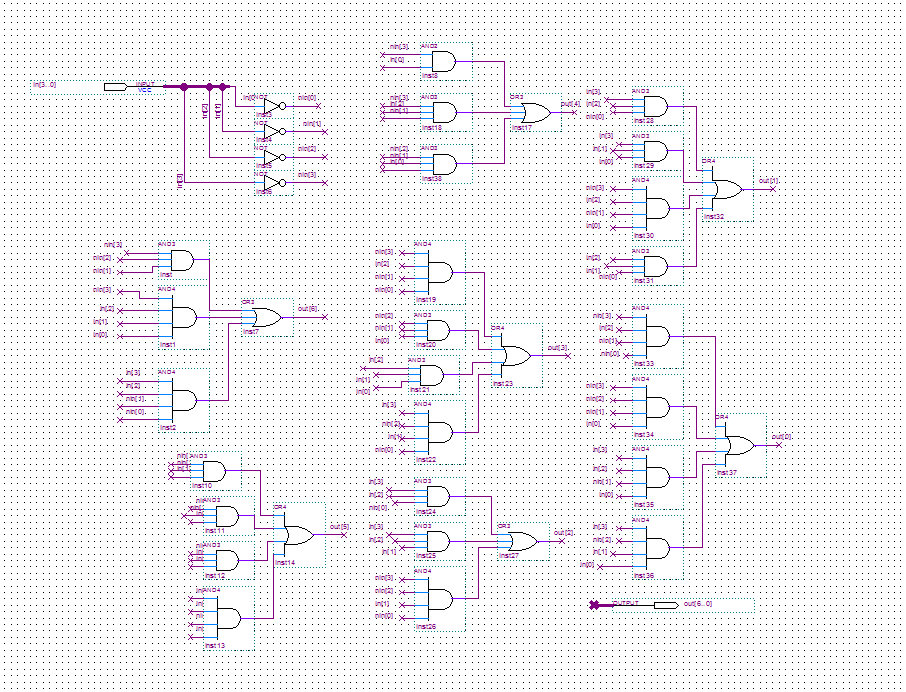 in[3..0]
INPUT
VCC
in[2]
in[1]
in[3]
NOT
nin[0]
inst3
NOT
nin[1]
inst4
NOT
nin[2]
inst5
NOT
nin[3]
inst6
nin[3]
in[0]
AND2
inst8
nin[1]
AND3
inst18
nin[1]
AND3
inst38
OR3
inst17
out[4]
in[3]
in[2]
nin[0]
AND3
inst28
in[3]
in[1]
in[0]
AND3
inst29
nin[3]
in[2]
nin[1]
in[0]
AND4
inst30
in[2]
in[1]
nin[0]
AND3
inst31
OR4
inst32
out[1]
nin[3]
nin[2]
nin[1]
AND3
inst
nin[3]
in[2]
in[1]
in[0]
AND4
inst1
in[3]
in[2]
nin[1]
nin[0]
AND4
inst2
OR3
inst7
out[6]
nin[3]
in[2]
nin[1]
nin[0]
AND4
inst19
nin[2]
nin[1]
in[0]
AND3
inst20
in[2]
in[1]
in[0]
AND3
inst21
in[3]
nin[2]
in[1]
nin[0]
AND4
inst22
OR4
inst23
out[3]
nin[3]
in[2]
nin[1]
nin[0]
AND4
inst33
nin[3]
nin[2]
nin[1]
in[0]
AND4
inst34
in[3]
in[2]
nin[1]
in[0]
AND4
inst35
in[3]
nin[2]
in[1]
in[0]
AND4
inst36
OR4
inst37
out[0]
AND3
inst10
AND3
inst11
AND3
inst12
AND4
inst13
OR4
inst14
out[5]
in[3]
in[2]
nin[0]
AND3
inst24
in[3]
in[2]
in[1]
AND3
inst25
nin[3]
nin[2]
in[1]
nin[0]
AND4
inst26
OR3
inst27
out[2]
OUTPUT
out[6..0]